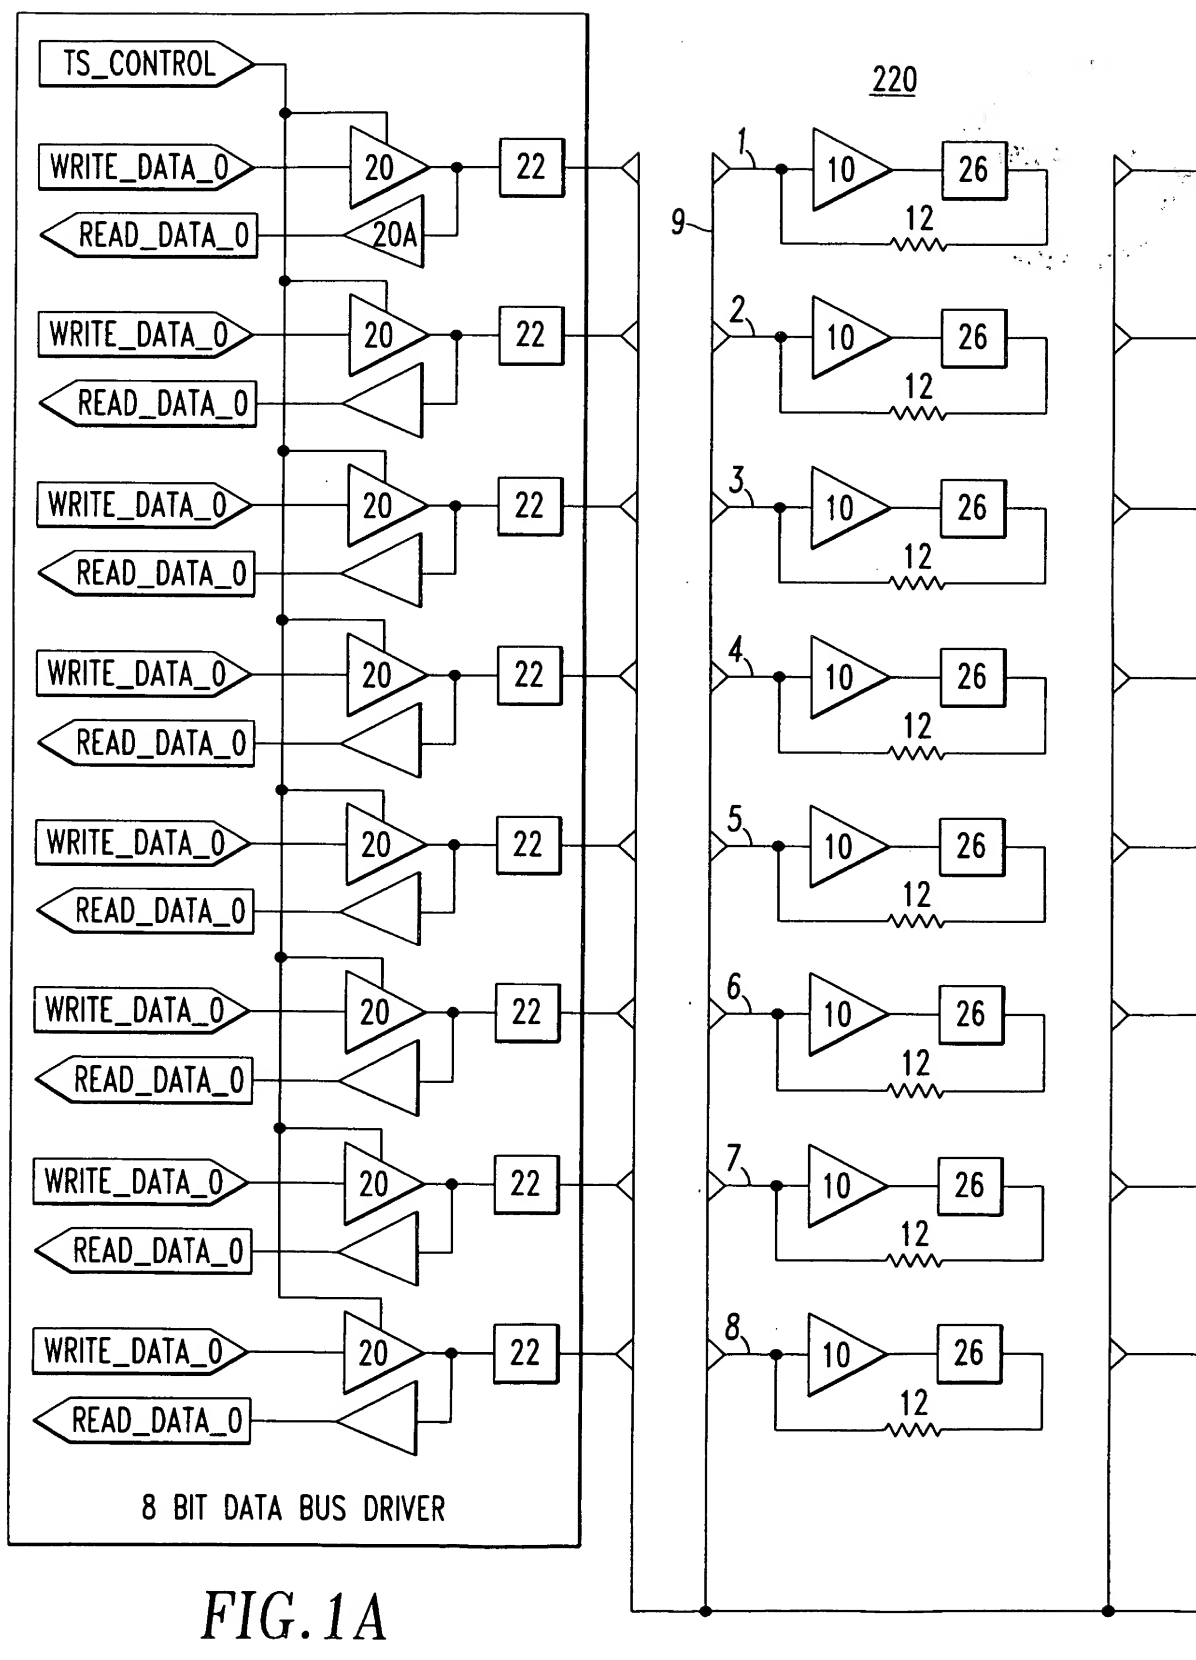 TS_CONTROL
220
WRITE_DATA_0 20 22 1 10 26
9 12
READ_DATA_0 20A
WRITE_DATA_0 20 22 2 10 26
12
READ_DATA_0
WRITE_DATA_0 20 22 3 10 26
12
READ_DATA_0
WRITE_DATA_0 20 22 4 10 26
12
READ_DATA_0
WRITE_DATA_0 20 22 5 10 26
12
READ_DATA_0
WRITE_DATA_0 20 22 6 10 26
12
READ_DATA_0
WRITE_DATA_0 20 22 7 10 26
12
READ_DATA_0
WRITE_DATA_0 20 22 8 10 26
12
READ_DATA_0
8 BIT DATA BUS DRIVER
FIG. 1A